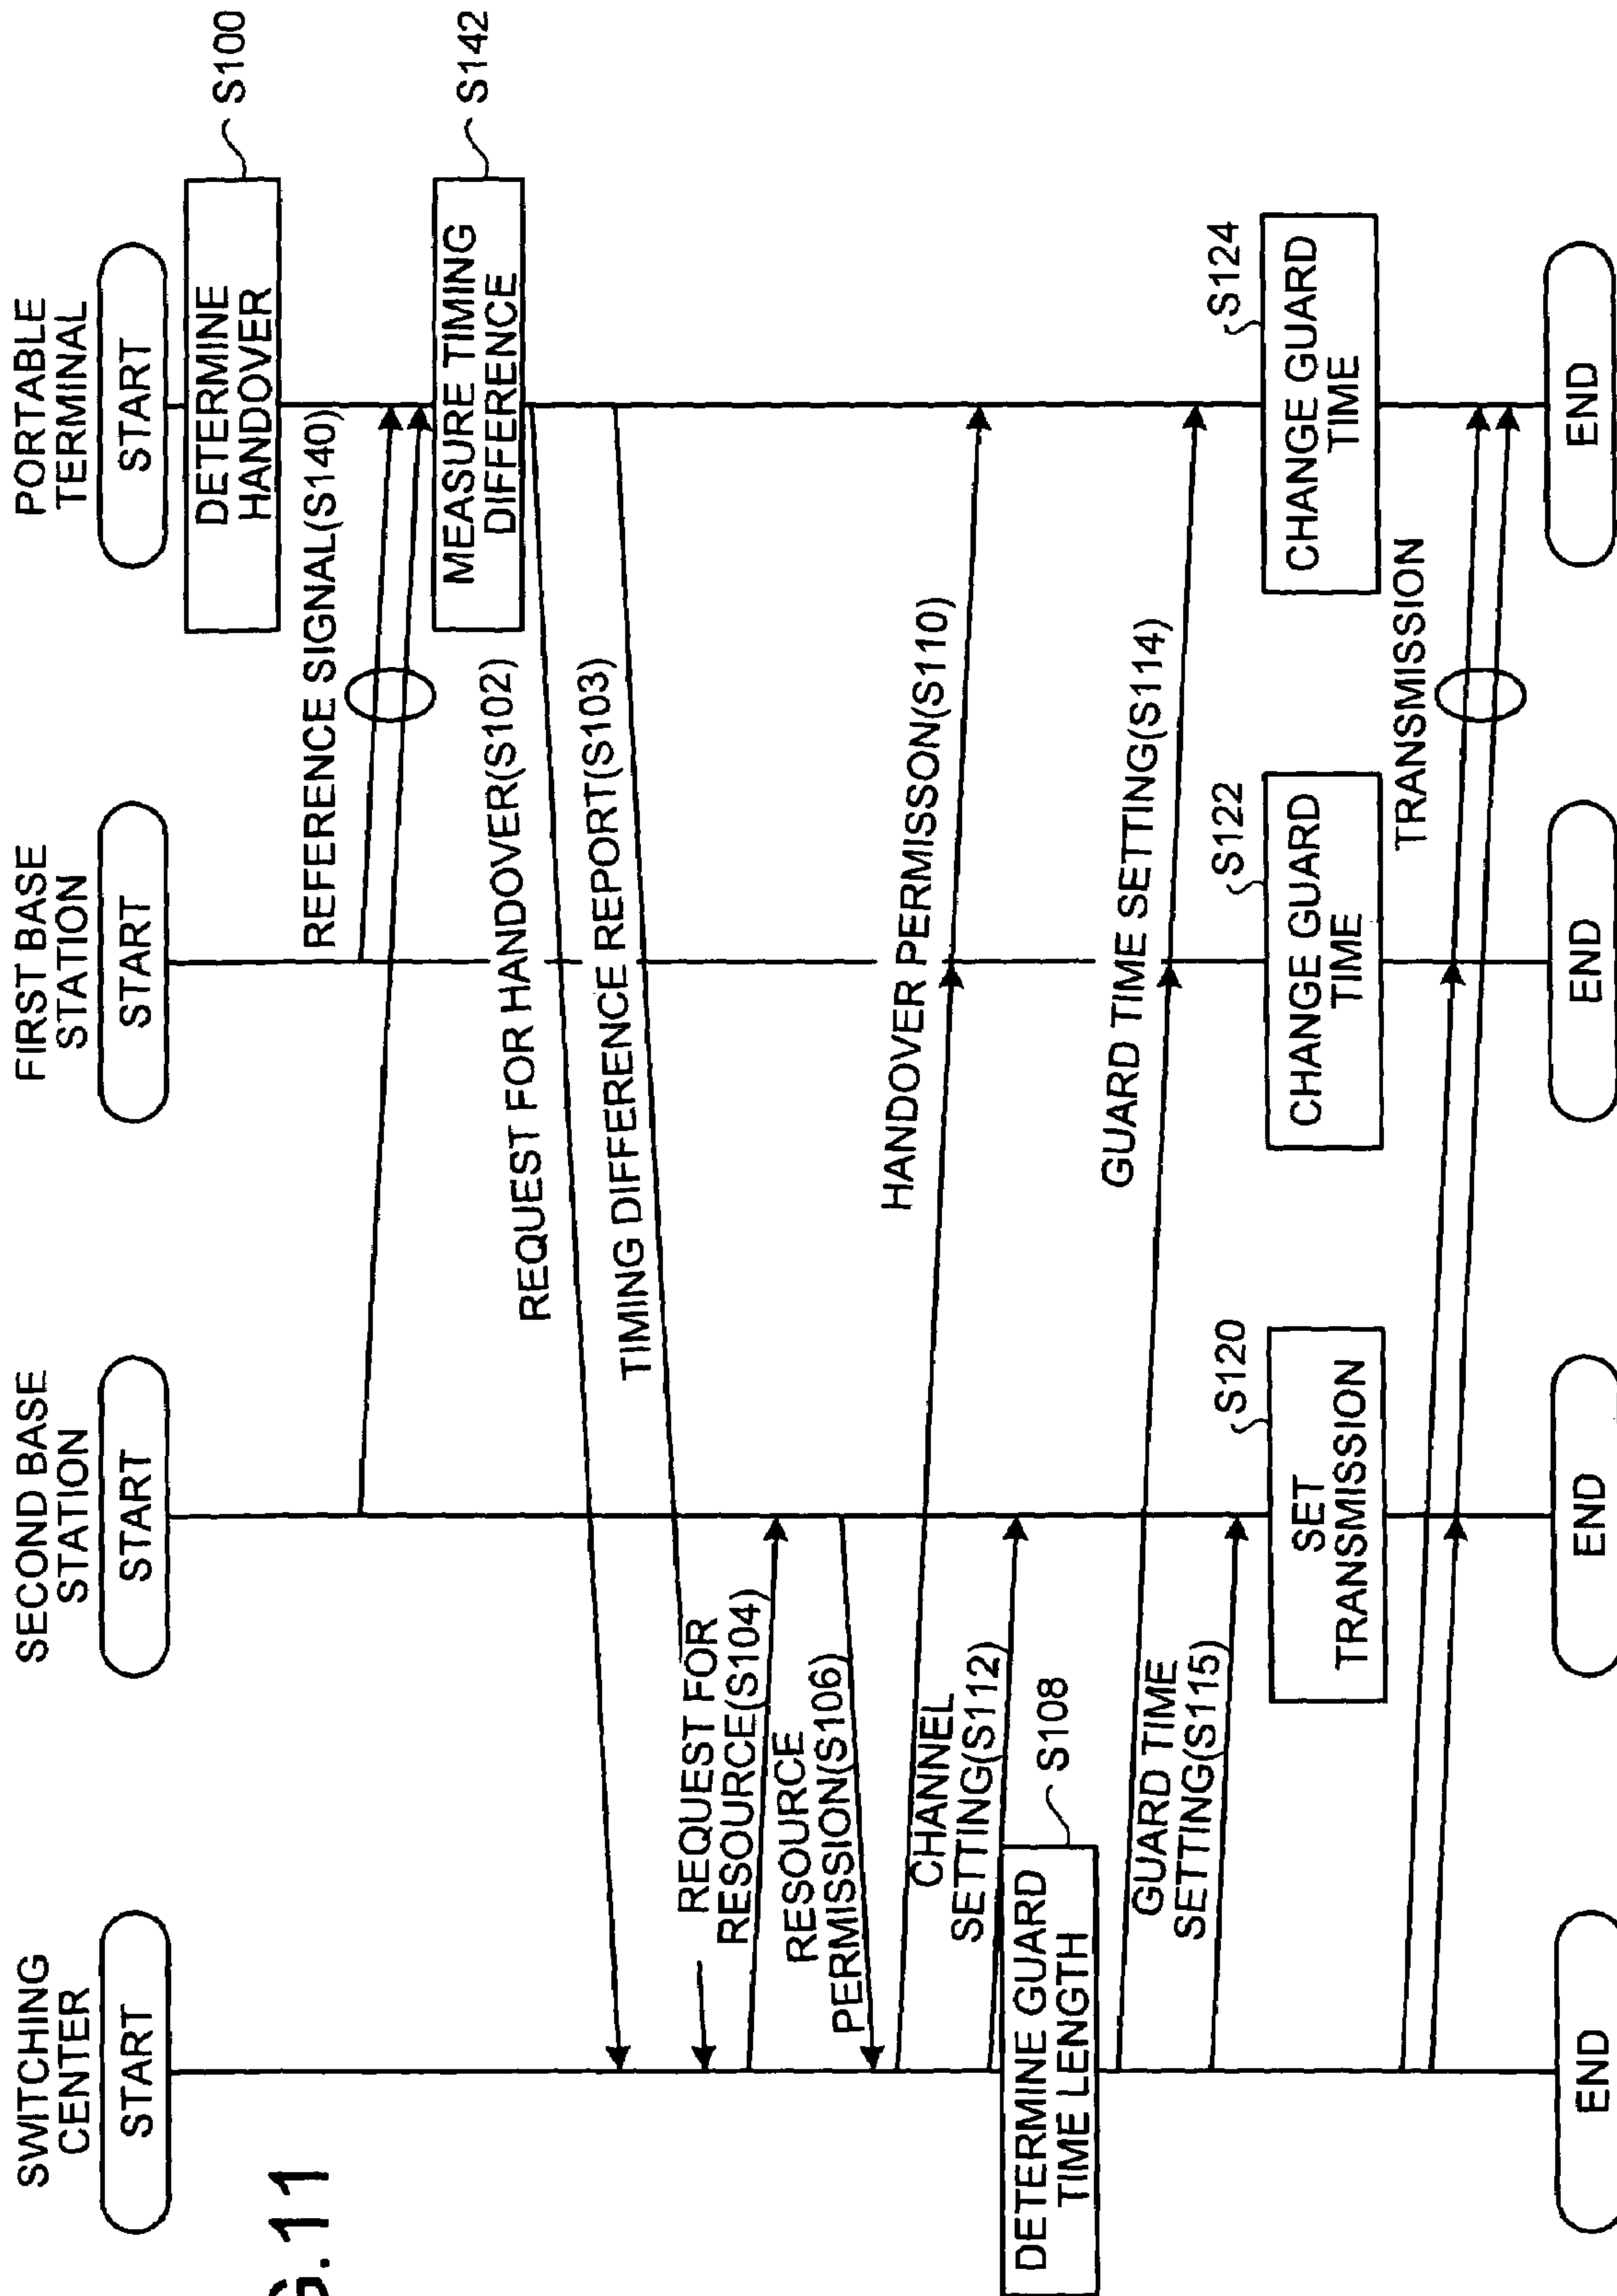 G.11
SWITCHING
CENTER
SECOND BASE
STATION
FIRST BASE
STATION
PORTABLE
TERMINAL
START
START
START
START
DETERMINE
HANDOVER
S100
REFERENCE SIGNAL(S140)
MEASURE TIMING
DIFFERENCE
S142
REQUEST FOR HANDOVER(S102)
TIMING DIFFERENCE REPORT(S103)
REQUEST FOR
RESOURCE(S104)
RESOURCE
PERMISSION(S106)
HANDOVER PERMISSON(S110)
CHANNEL
SETTING(S112)
DETERMINE GUARD
TIME LENGTH
S108
GUARD TIME SETTING(S114)
GUARD TIME
SETTING(S115)
SET
TRANSMISSION
S120
CHANGE GUARD
TIME
S122
CHANGE GUARD
TIME
S124
TRANSMISSION
END
END
END
END